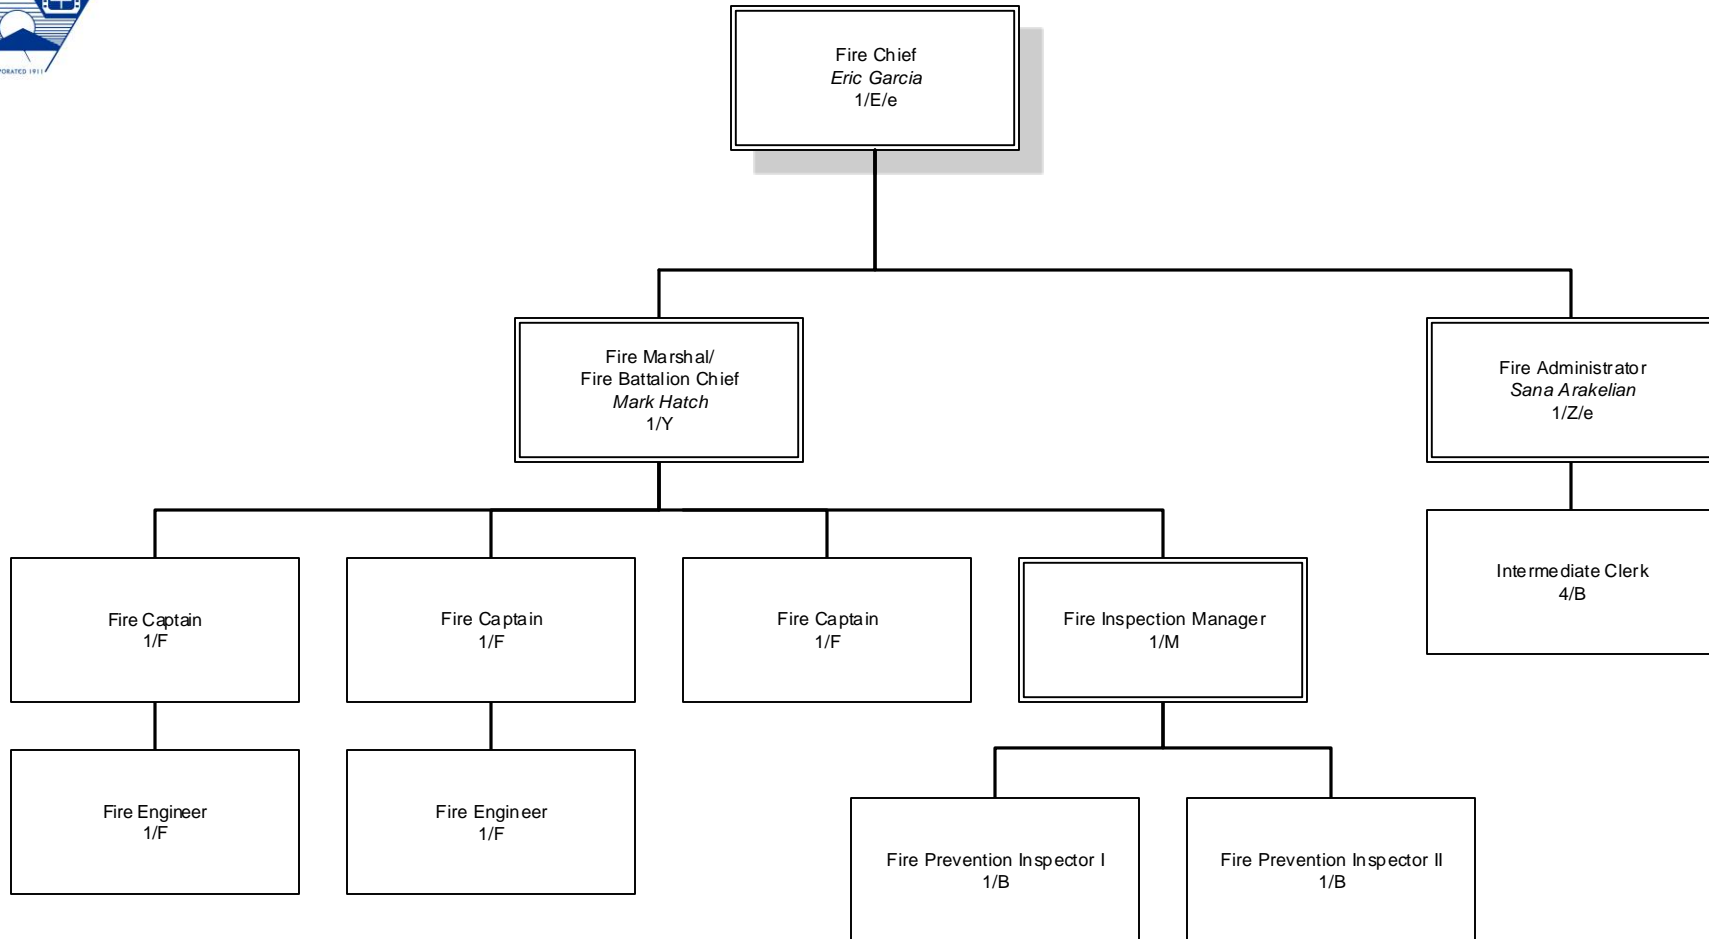 PORATED 1911
Fire Chief
Eric Garcia
1/E/e
Fire Marshal/
Fire Battalion Chief
Mark Hatch
1/Y
Fire Administrator
Sana Arakelian
1/Z/e
Fire Captain
1/F
Fire Captain
1/F
Fire Captain
1/F
Fire Inspection Manager
1/M
Intermediate Clerk
4/B
Fire Engineer
1/F
Fire Engineer
1/F
Fire Prevention Inspector I
1/B
Fire Prevention Inspector II
1/B